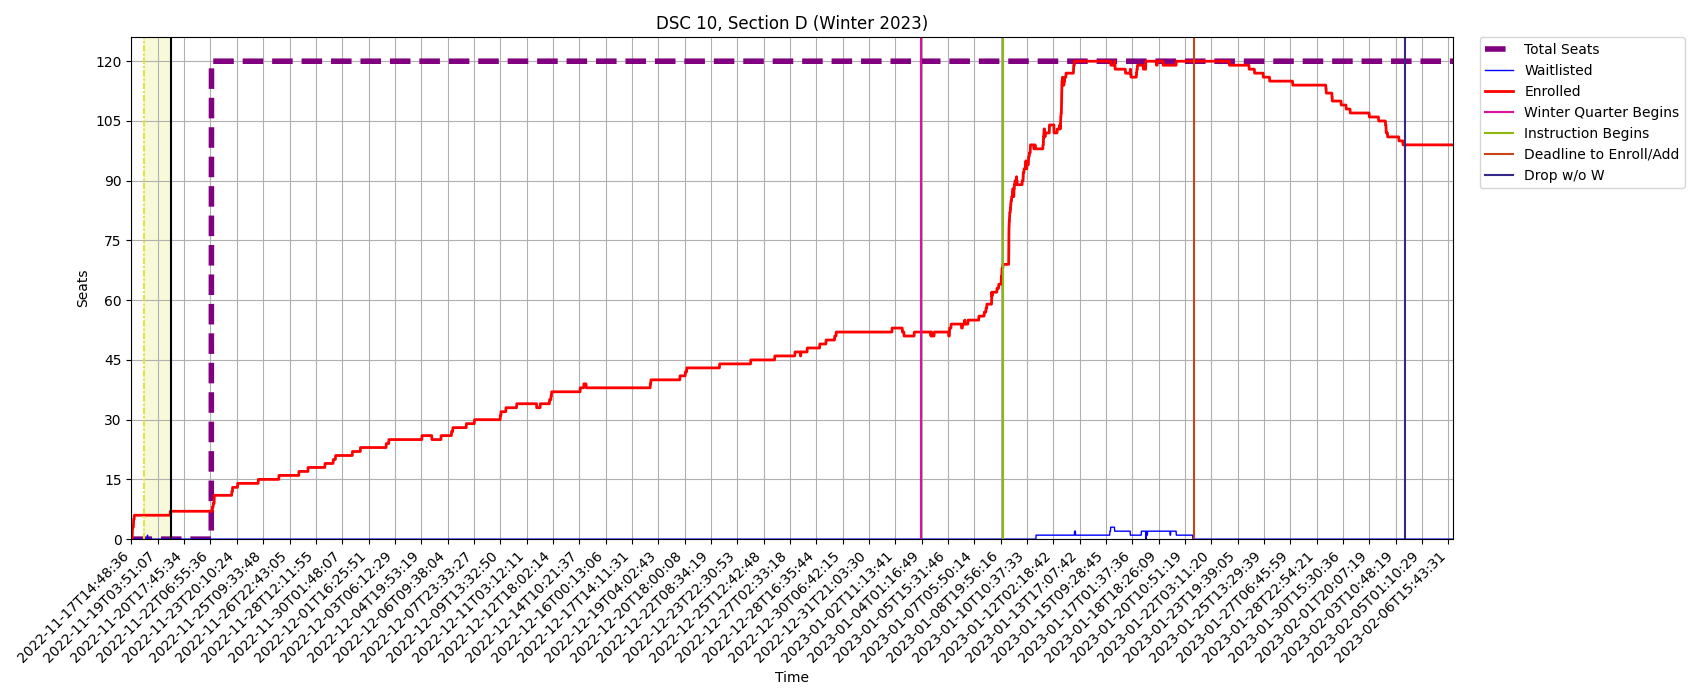 DSC 10, Section D (Winter 2023)
Total Seats
Waitlisted
Enrolled
Winter Quarter Begins
Instruction Begins
Deadline to Enroll/Add
Drop w/o W
Seats
120
105
90
75
60
45
30
15
0
2022-11-17T14:48:36
2022-11-19T03:51:07
2022-11-20T17:45:34
2022-11-22T06:55:36
2022-11-23T20:10:24
2022-11-25T09:33:48
2022-11-26T22:43:05
2022-11-28T12:11:55
2022-11-30T01:48:07
2022-12-01T16:25:51
2022-12-03T06:12:29
2022-12-04T19:53:19
2022-12-06T09:38:04
2022-12-07T23:33:27
2022-12-09T13:32:50
2022-12-11T03:12:11
2022-12-12T18:02:14
2022-12-14T10:21:37
2022-12-16T00:13:06
2022-12-17T14:11:31
2022-12-19T04:02:43
2022-12-20T18:00:08
2022-12-22T08:34:19
2022-12-23T22:30:53
2022-12-25T12:42:48
2022-12-27T02:33:18
2022-12-28T16:35:44
2022-12-30T06:42:15
2022-12-31T21:03:30
2023-01-02T11:13:41
2023-01-04T01:16:49
2023-01-05T15:31:46
2023-01-07T05:50:14
2023-01-08T19:56:16
2023-01-10T10:37:33
2023-01-12T02:18:42
2023-01-13T17:07:42
2023-01-15T09:28:45
2023-01-17T01:37:36
2023-01-18T18:26:09
2023-01-20T10:51:19
2023-01-22T03:11:20
2023-01-23T19:39:05
2023-01-25T13:29:39
2023-01-27T06:45:59
2023-01-28T22:54:21
2023-01-30T15:30:36
2023-02-01T20:07:19
2023-02-03T10:48:19
2023-02-05T01:10:29
2023-02-06T15:43:31
Time